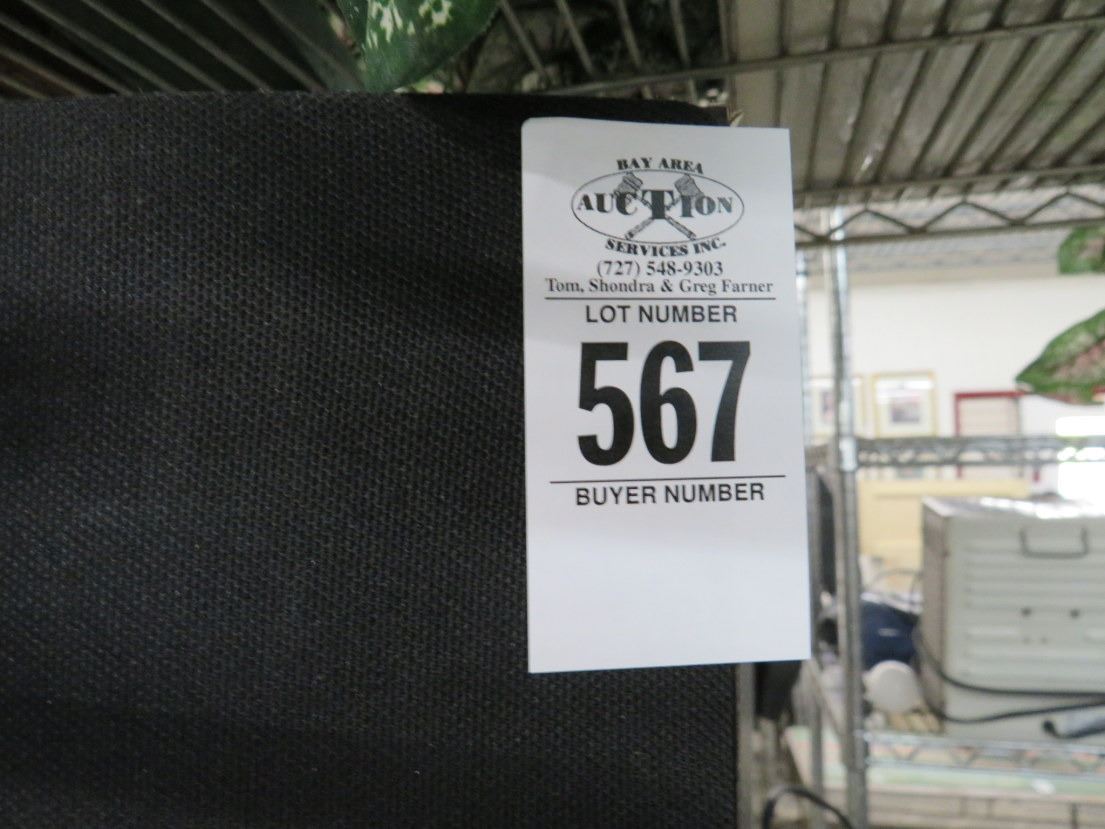 BAY AREA
AUCTION
SERVICES INC.
(727) 548-9303
Tom, Shondra & Greg Farner
LOT NUMBER
567
BUYER NUMBER